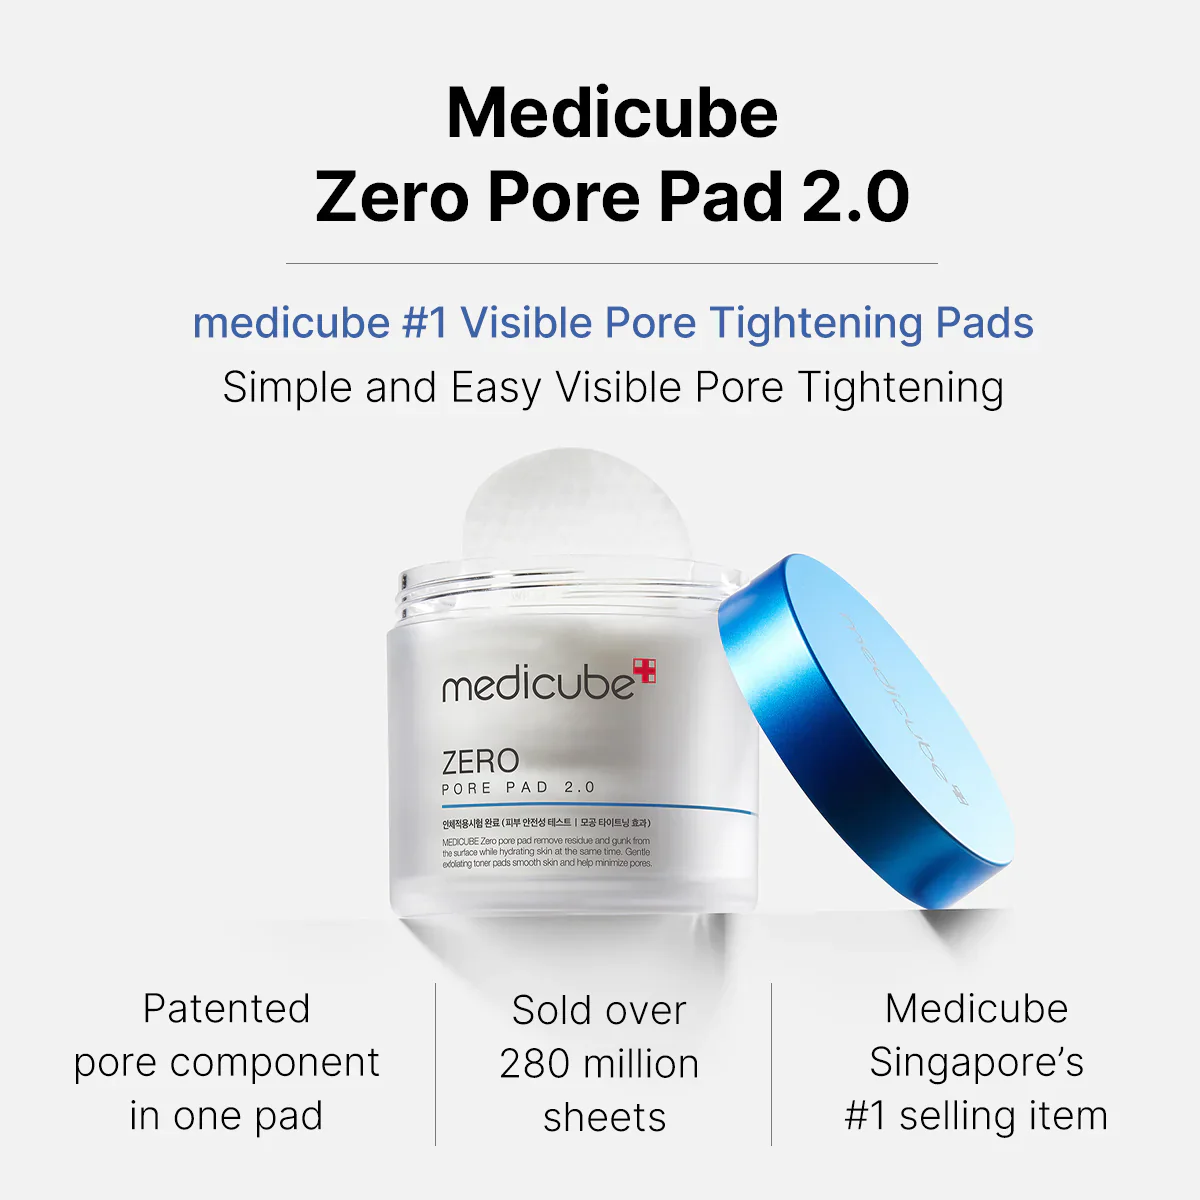 Medicube
Zero Pore Pad 2.0
medicube #1 Visible Pore Tightening Pads
Simple and Easy Visible Pore Tightening
medicube
medicube
ZERO
PORE PAD 2.0
인체적용시험 완료 (피부 안전성 테스트 | 모공 타이트닝 효과)
MEDICUBE Zero pore pad remove residue and gunk from
the surface while hydrating skin at the same time. Gentle
exfoliating toner pads smooth skin and help minimize pores.
Patented
pore component
in one pad
Sold over
280 million
sheets
Medicube
Singapore's
#1 selling item